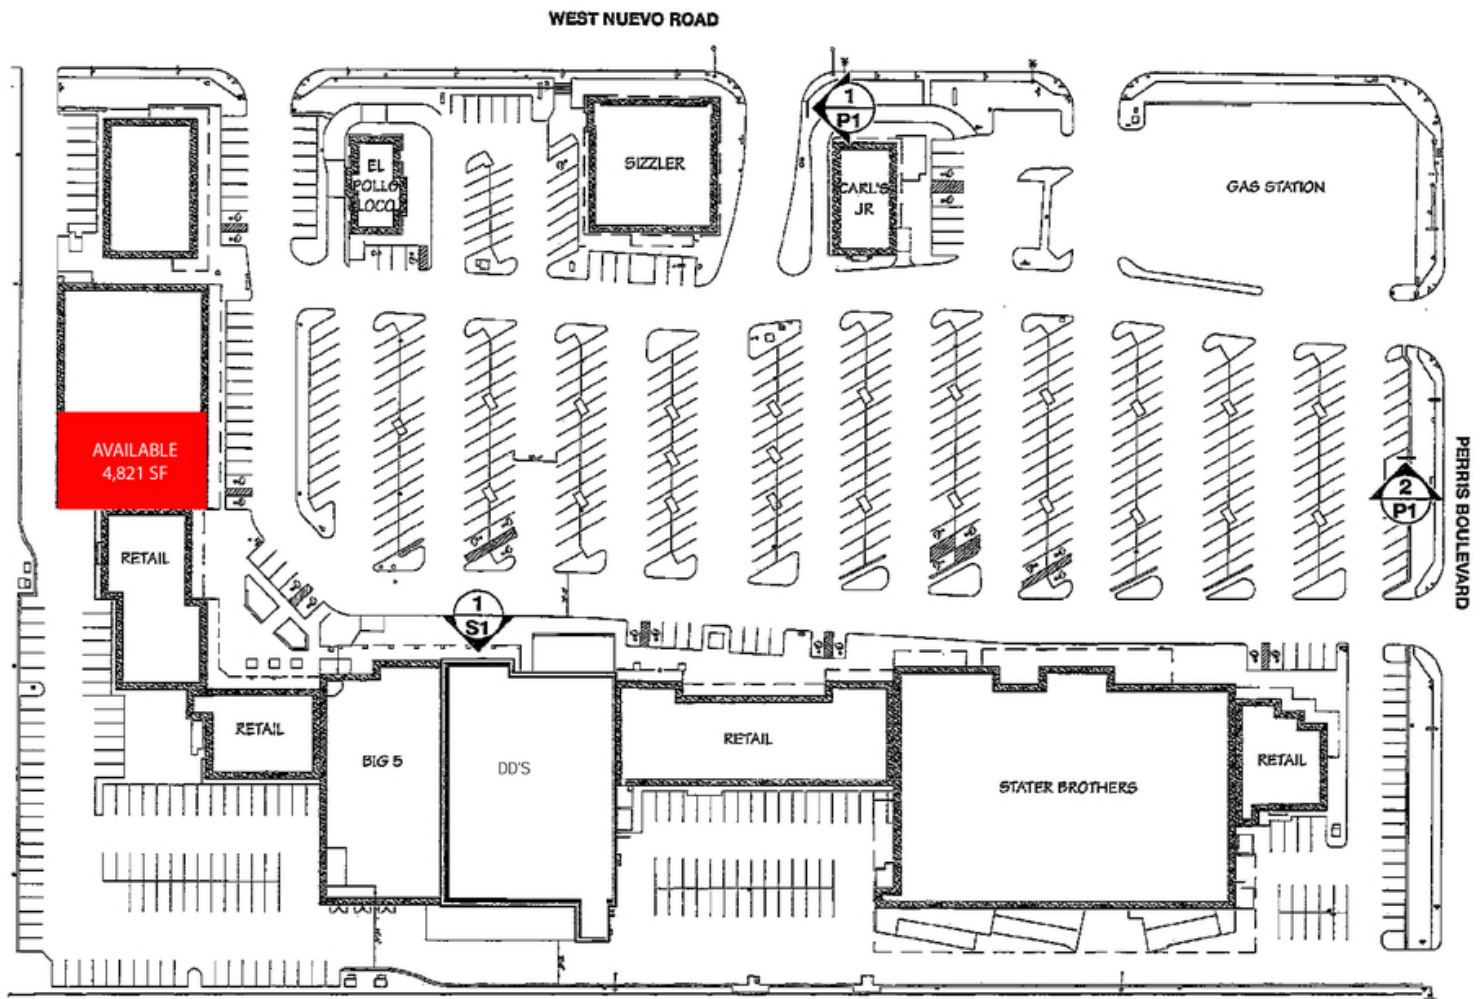 WEST NUEVO ROAD
1
P1
EL
POLLO
LOCO
SIZZLER
CARL'S
JR
GAS STATION
AVAILABLE
4,821 SF
PERRIS BOULEVARD
2
P1
RETAIL
1
S1
RETAIL
BIG 5
DD'S
RETAIL
STATER BROTHERS
RETAIL